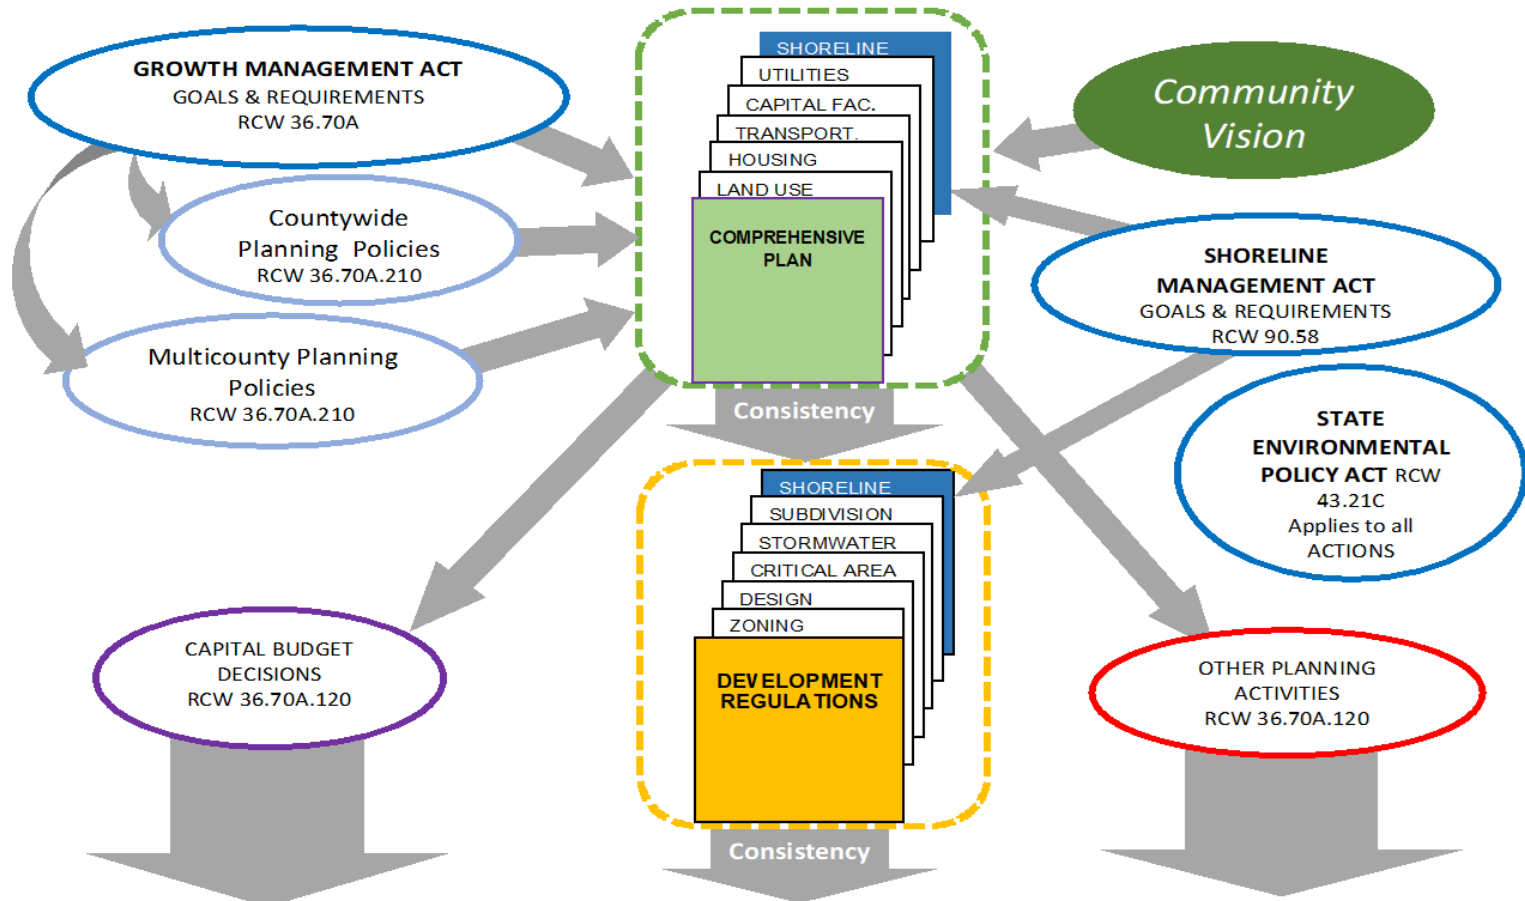 GROWTH MANAGEMENT ACT
GOALS & REQUIREMENTS
RCW 36.70A
Countywide
Planning Policies
RCW 36.70A.210
Multicounty Planning
Policies
RCW 36.70A.210
SHORELINE
UTILITIES
CAPITAL FAC.
TRANSPORT.
HOUSING
LAND USE
COMPREHENSIVE
PLAN
Community
Vision
SHORELINE
MANAGEMENT ACT
GOALS & REQUIREMENTS
RCW 90.58
STATE
ENVIRONMENTAL
POLICY ACT RCW
43.21C
Applies to all
ACTIONS
Consistency
SHORELINE
SUBDIVISION
STORMWATER
CRITICAL AREA
DESIGN
ZONING
DEVELOPMENT
REGULATIONS
CAPITAL BUDGET
DECISIONS
RCW 36.70A.120
OTHER PLANNING
ACTIVITIES
RCW 36.70A.120
Consistency